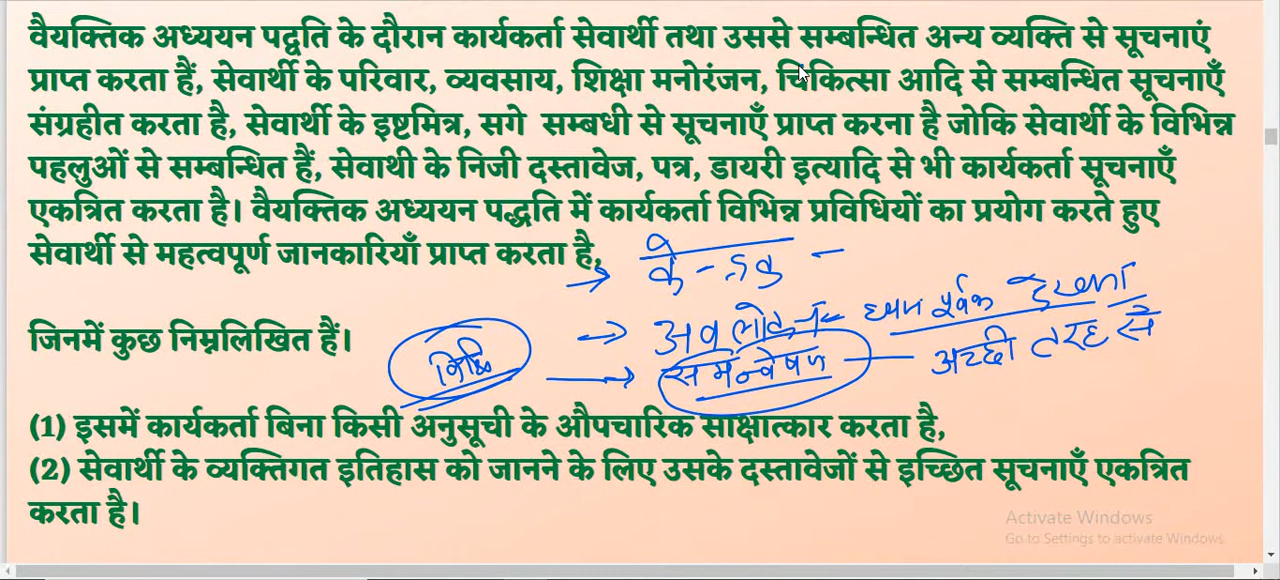 वैयक्तिक अध्ययन पद्वति के दौरान कार्यकर्ता सेवार्थी तथा उससे सम्बन्धित अन्य व्यक्ति से सूचनाएं
प्राप्त करता हैं, सेवार्थी के परिवार, व्यवसाय, शिक्षा मनोरंजन, चिकित्सा आदि से सम्बन्धित सूचनाएँ
संग्रहीत करता है, सेवार्थी के इष्टमित्र, सगे सम्बधी से सूचनाएँ प्राप्त करना है जोकि सेवार्थी के विभिन्न
पहलुओं से सम्बन्धित हैं, सेवाथी के निजी दस्तावेज, पत्र, डायरी इत्यादि से भी कार्यकर्ता सूचनाएँ
एकत्रित करता है। वैयक्तिक अध्ययन पद्धति में कार्यकर्ता विभिन्न प्रविधियों का प्रयोग करते हुए
सेवार्थी से महत्वपूर्ण जानकारियाँ प्राप्त करता है,
→ अवलोकन - ध्यान पूर्वक देखना
जिनमें कुछ निम्नलिखित हैं।
विधि → समन्वेषण — अच्छी तरह से
(1) इसमें कार्यकर्ता बिना किसी अनुसूची के औपचारिक साक्षात्कार करता है,
(2) सेवार्थी के व्यक्तिगत इतिहास को जानने के लिए उसके दस्तावेजों से इच्छित सूचनाएँ एकत्रित
करता है।
Activate Windows
Go to Settings to activate Windows.